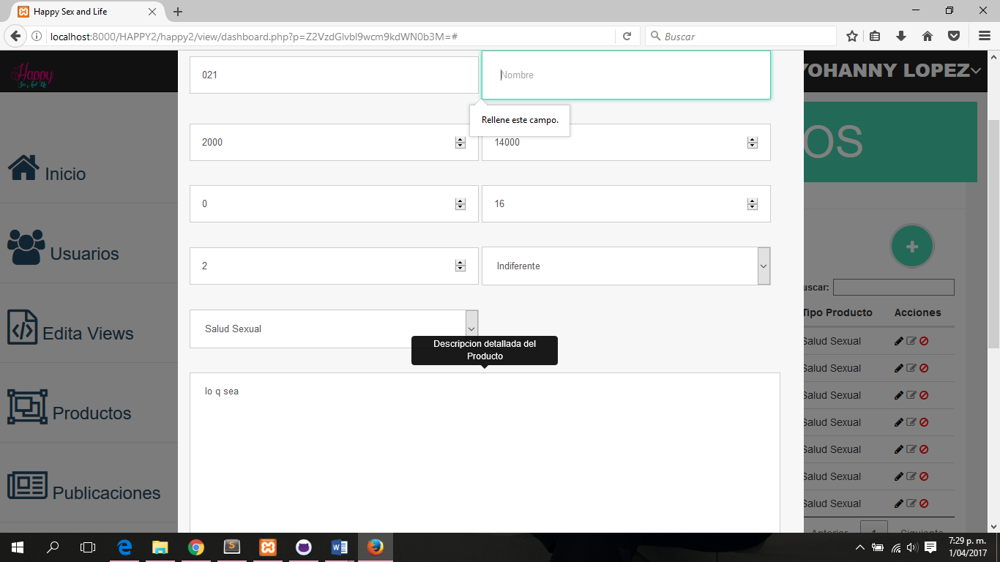 Happy Sex and Life
localhost:8000/HAPPY2/happy2/view/dashboard.php?p=Z2VzdGlvbl9wcm9kdWN0b3M=#
Buscar
Happy
Sex And Life
YOHANNY LOPEZ
OS
Inicio
Usuarios
Edita Views
Productos
Publicaciones
021
Nombre
Rellene este campo.
2000
14000
0
16
2
Indiferente
Salud Sexual
Descripcion detallada del
Producto
lo q sea
uscar:
Tipo Producto Acciones
Salud Sexual
Salud Sexual
Salud Sexual
Salud Sexual
Salud Sexual
Salud Sexual
Salud Sexual
Anterior 1 Siguiente
7:29 p. m.
1/04/2017